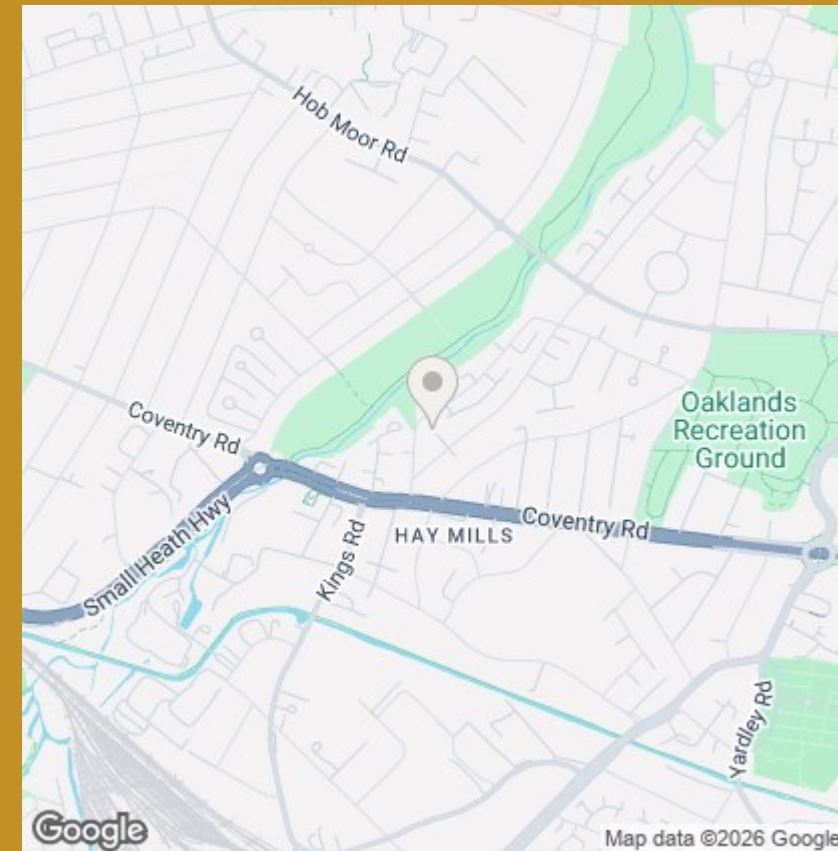 Hob Moor Rd
Oaklands
Recreation
Ground
Coventry Rd
Small Heath Hwy
Coventry Rd
Kings Rd
HAY MILLS
Yardley Rd
Google
Map data ©2026 Google